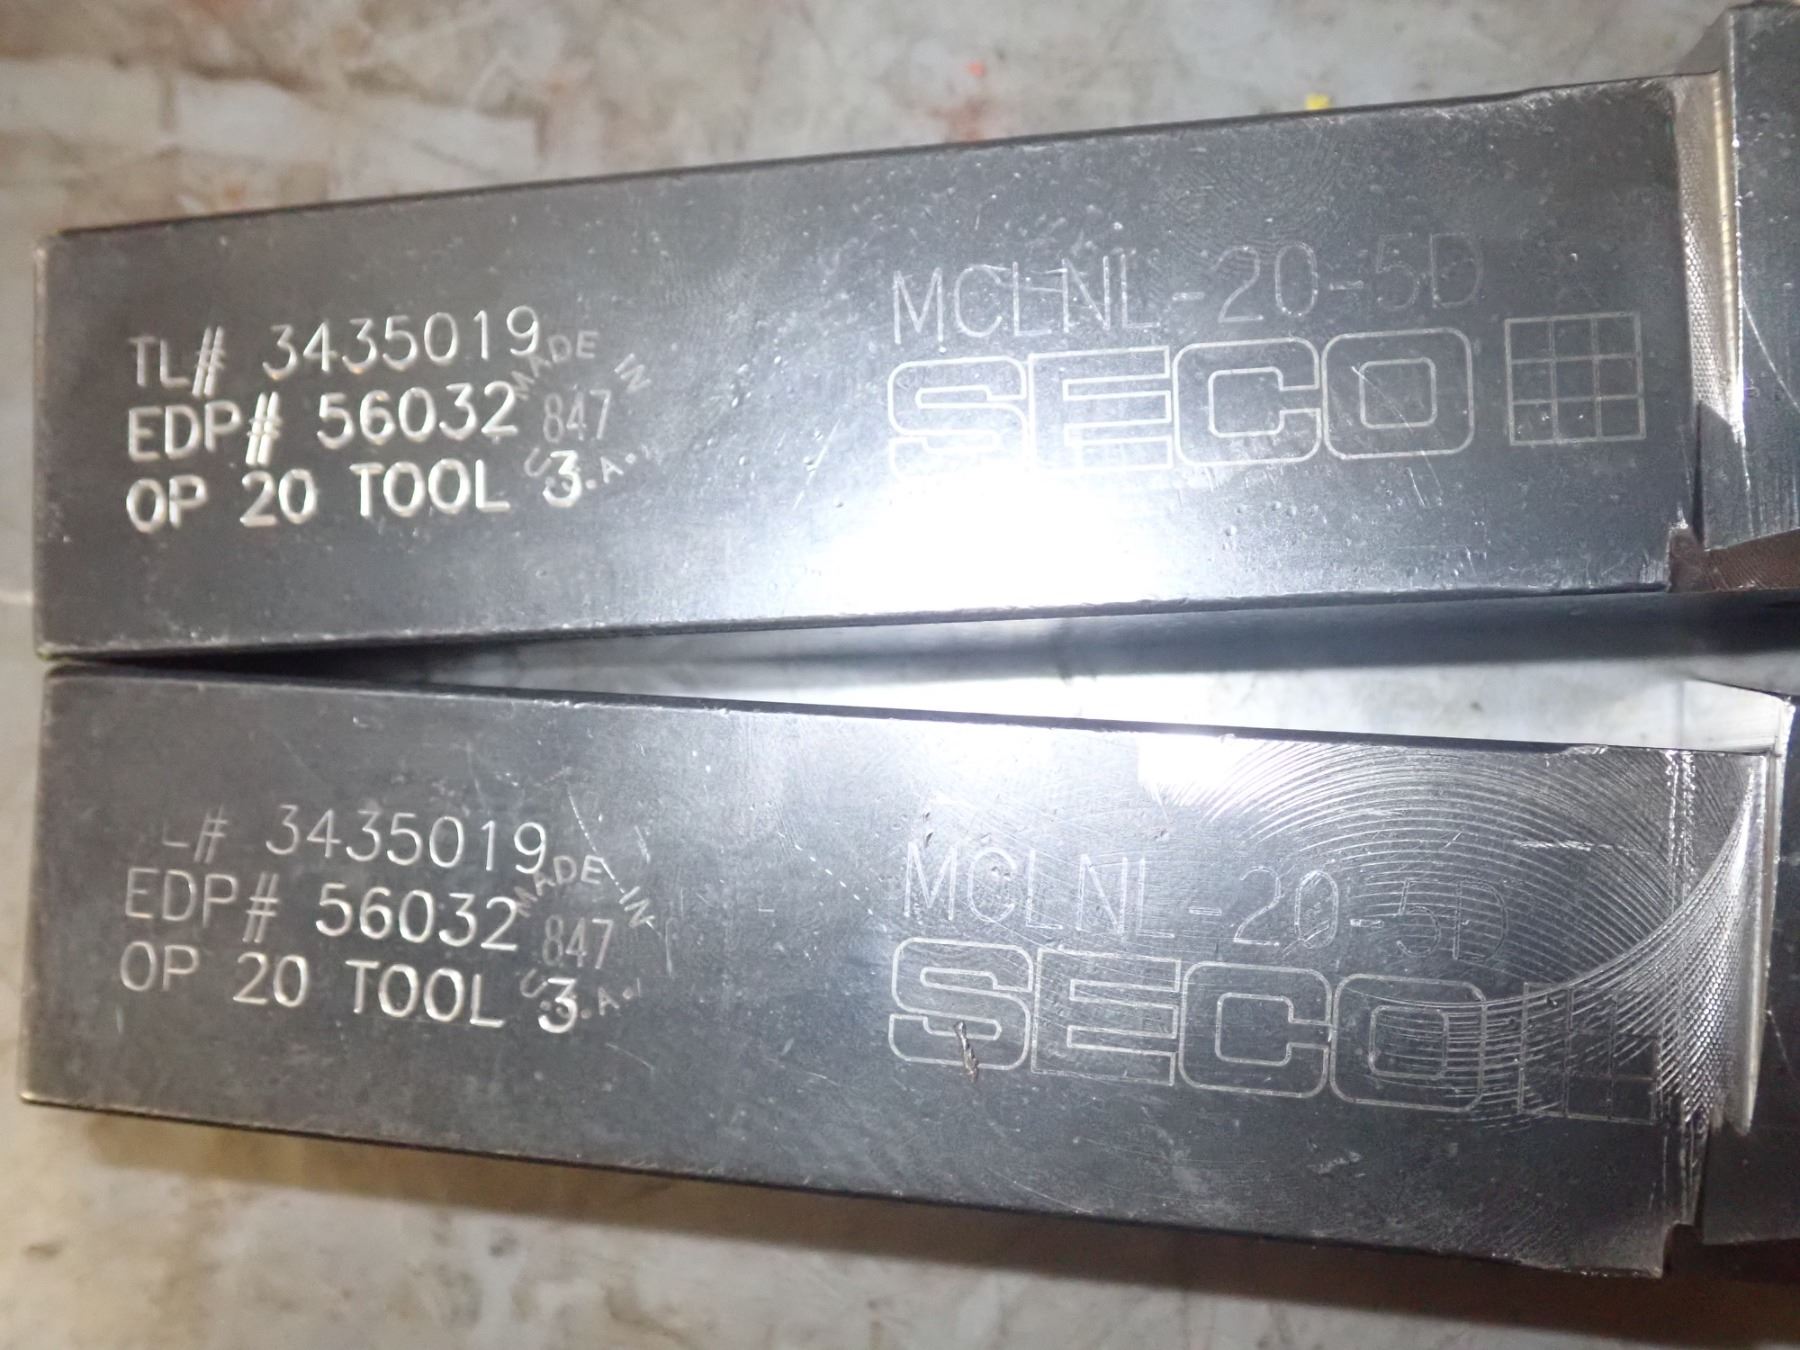 TL# 3435019
EDP# 56032
OP 20 TOOL 3
MADE IN
847
U.S.A.
MCLNL-20-5D
SECO
L# 3435019
EDP# 56032
OP 20 TOOL 3
MADE IN
847
U.S.A.
MCLNL-20-5D
SECO